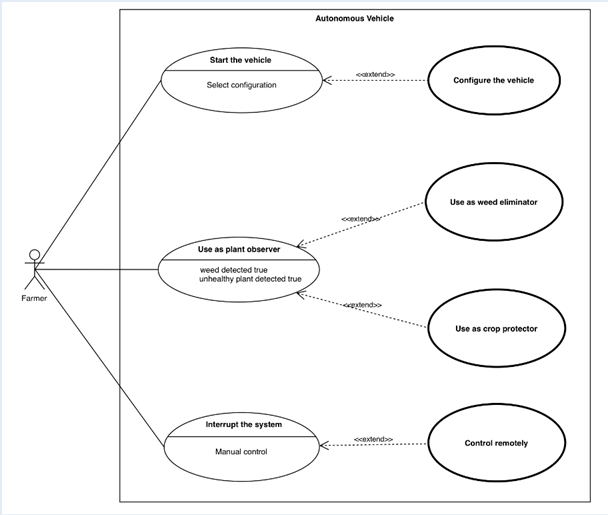 Autonomous Vehicle
Start the vehicle
Select configuration
<<extend>>
Configure the vehicle
Use as weed eliminator
<<extend>>
Use as plant observer
weed detected true
unhealthy plant detected true
Farmer
<<extend>>
Use as crop protector
Interrupt the system
Manual control
<<extend>>
Control remotely